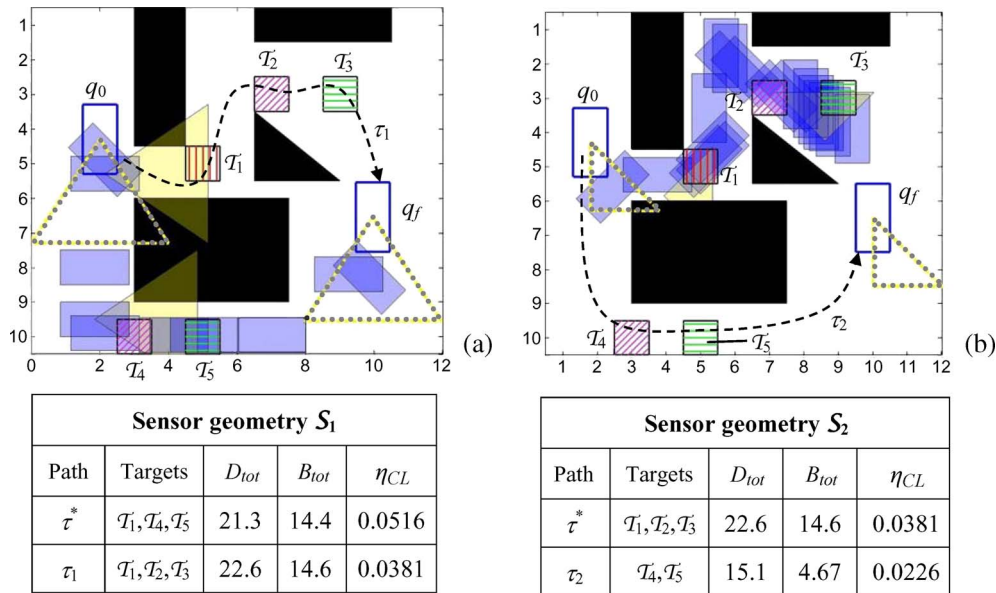 1
2
3
4
5
6
7
8
9
10
0 2 4 6 8 10 12
q0
T1
T2
T3
τ1
qf
T4
T5
(a)
1
2
3
4
5
6
7
8
9
10
1 2 3 4 5 6 7 8 9 10 11 12
q0
T1
T2
T3
qf
τ2
T4
T5
(b)
Sensor geometry S1
Path Targets Dtot Btot ηCL
τ* T1,T4,T5 21.3 14.4 0.0516
τ1 T1,T2,T3 22.6 14.6 0.0381
Sensor geometry S2
Path Targets Dtot Btot ηCL
τ* T1,T2,T3 22.6 14.6 0.0381
τ2 T4,T5 15.1 4.67 0.0226